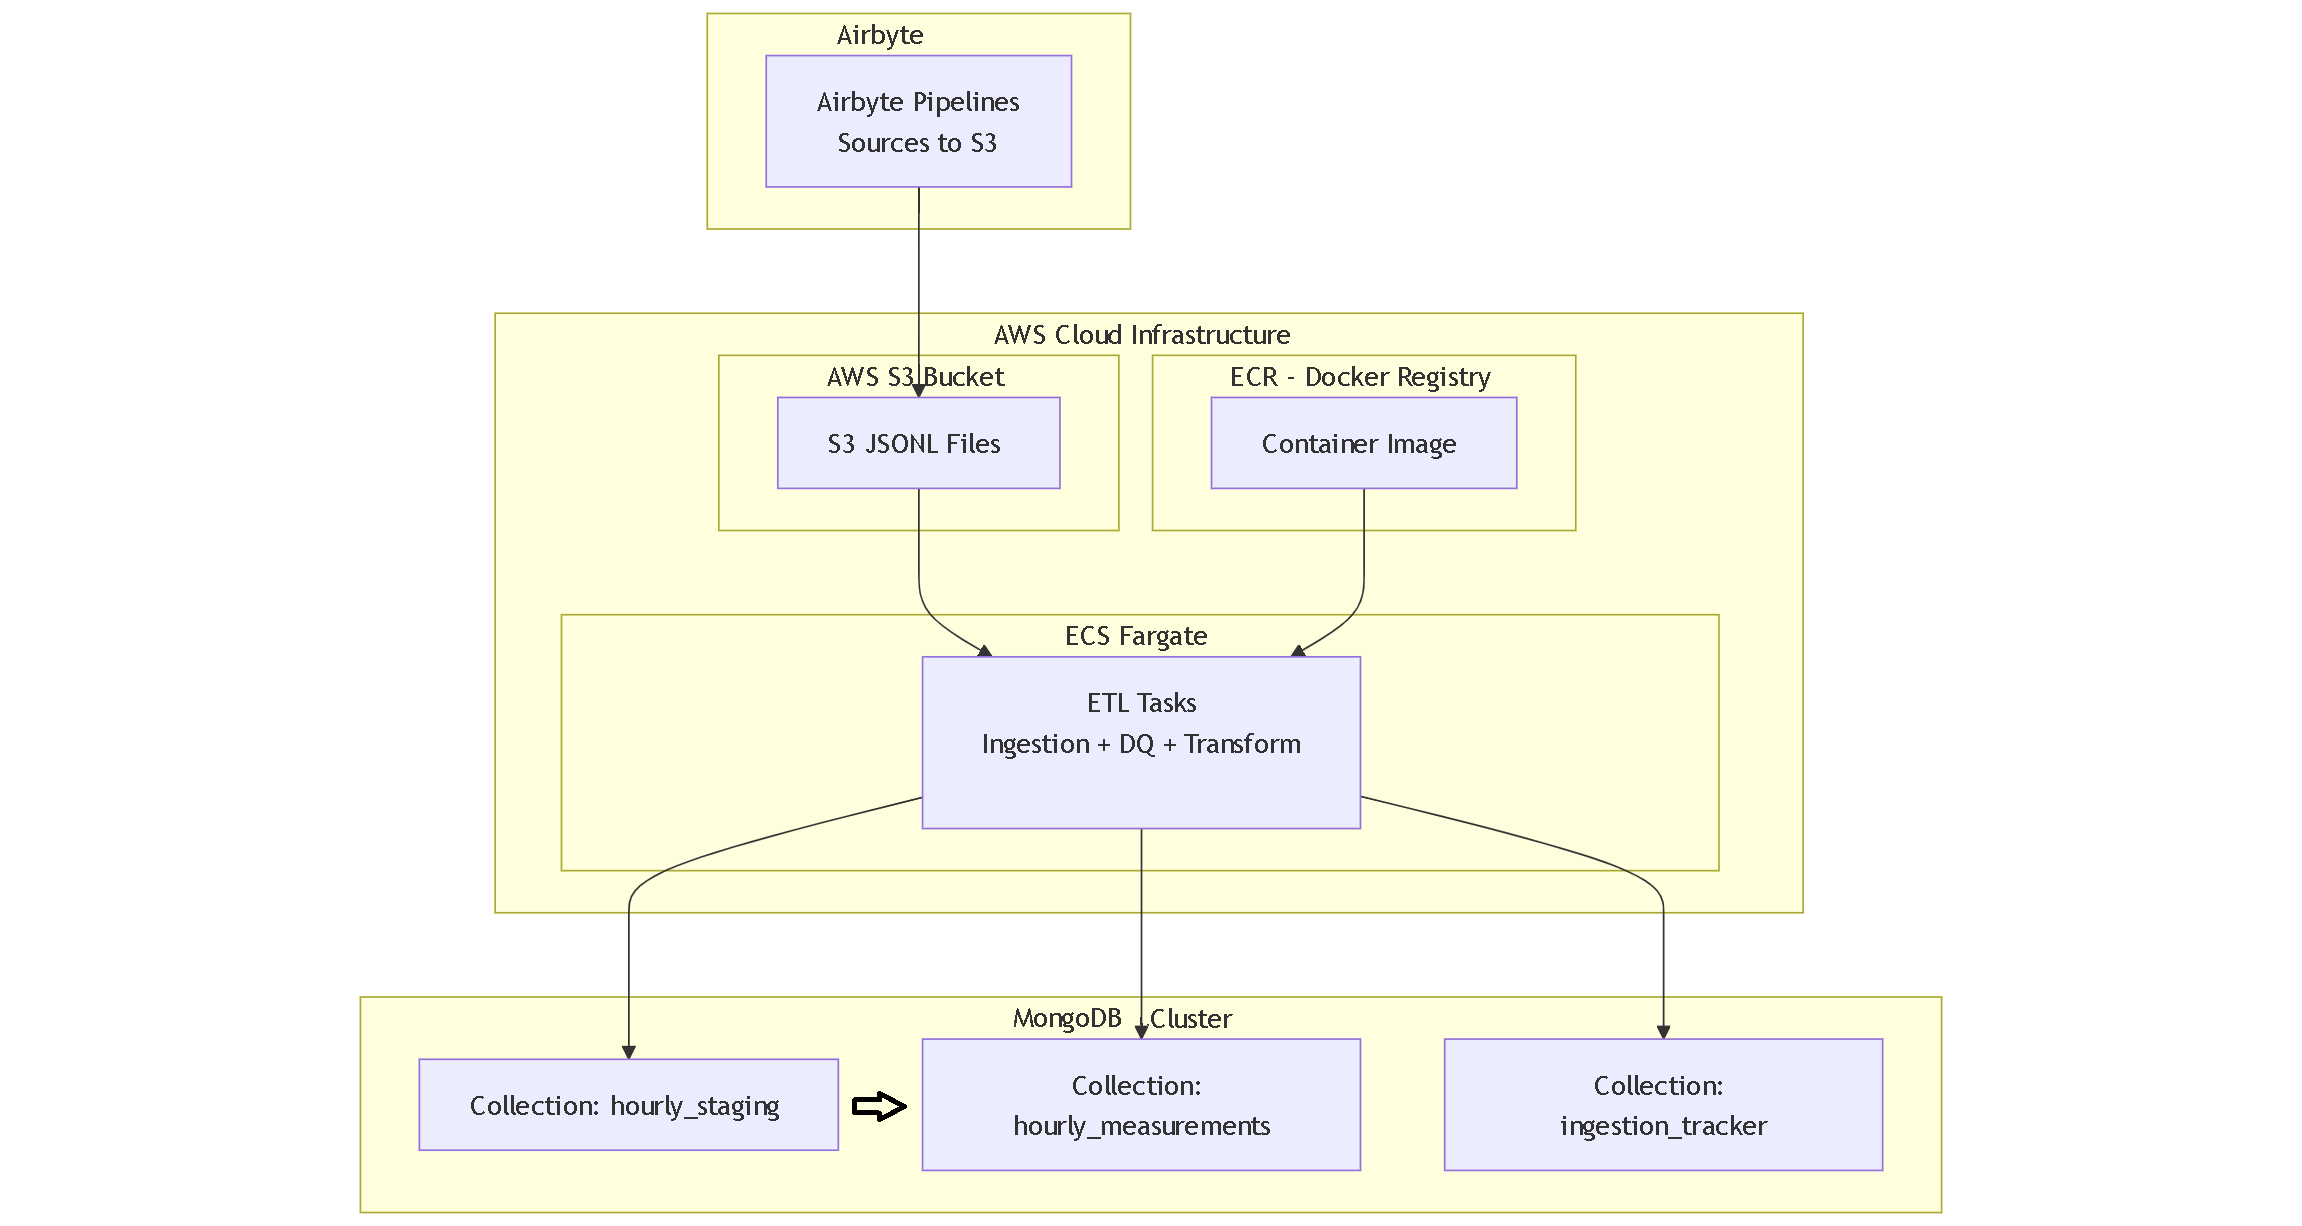 Airbyte
Airbyte Pipelines
Sources to S3
AWS Cloud Infrastructure
AWS S3 Bucket
ECR - Docker Registry
S3 JSONL Files
Container Image
ECS Fargate
ETL Tasks
Ingestion + DQ + Transform
MongoDB Cluster
Collection: hourly_staging
Collection:
hourly_measurements
Collection:
ingestion_tracker